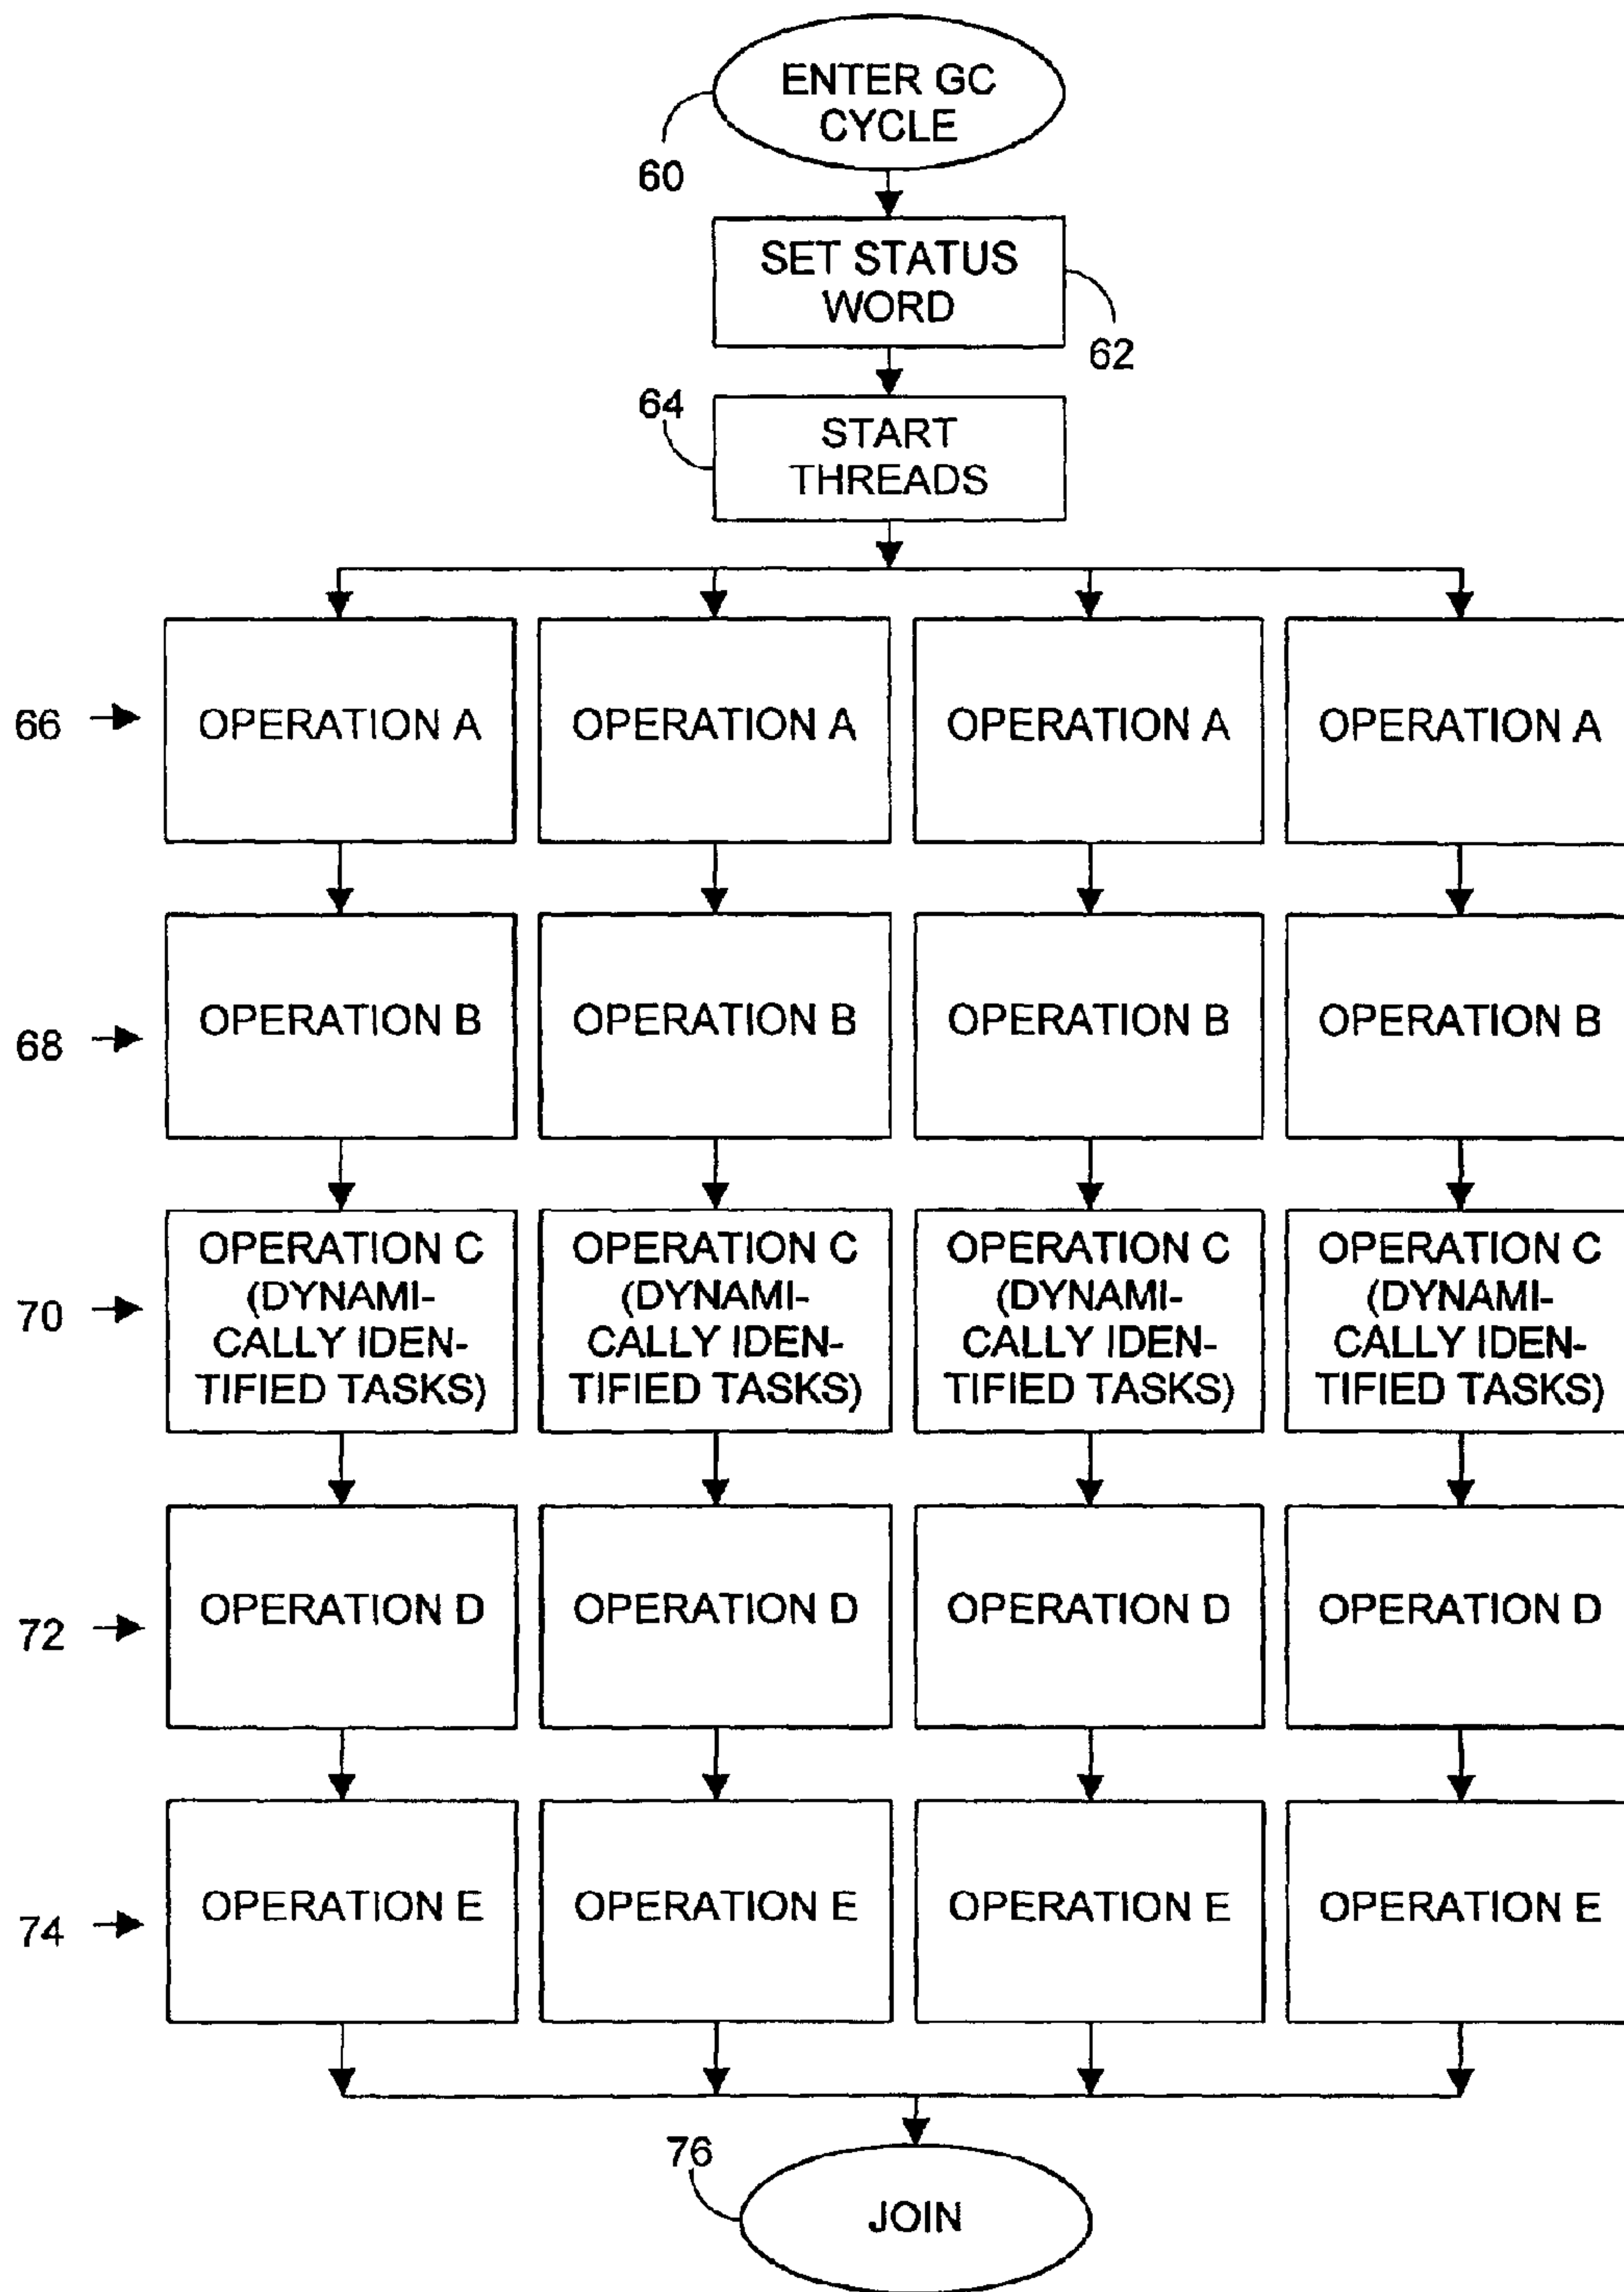 ENTER GC
CYCLE
60
SET STATUS
WORD
62
64
START
THREADS
66
OPERATION A
OPERATION A
OPERATION A
OPERATION A
68
OPERATION B
OPERATION B
OPERATION B
OPERATION B
70
OPERATION C
(DYNAMI-
CALLY IDEN-
TIFIED TASKS)
OPERATION C
(DYNAMI-
CALLY IDEN-
TIFIED TASKS)
OPERATION C
(DYNAMI-
CALLY IDEN-
TIFIED TASKS)
OPERATION C
(DYNAMI-
CALLY IDEN-
TIFIED TASKS)
72
OPERATION D
OPERATION D
OPERATION D
OPERATION D
74
OPERATION E
OPERATION E
OPERATION E
OPERATION E
76
JOIN